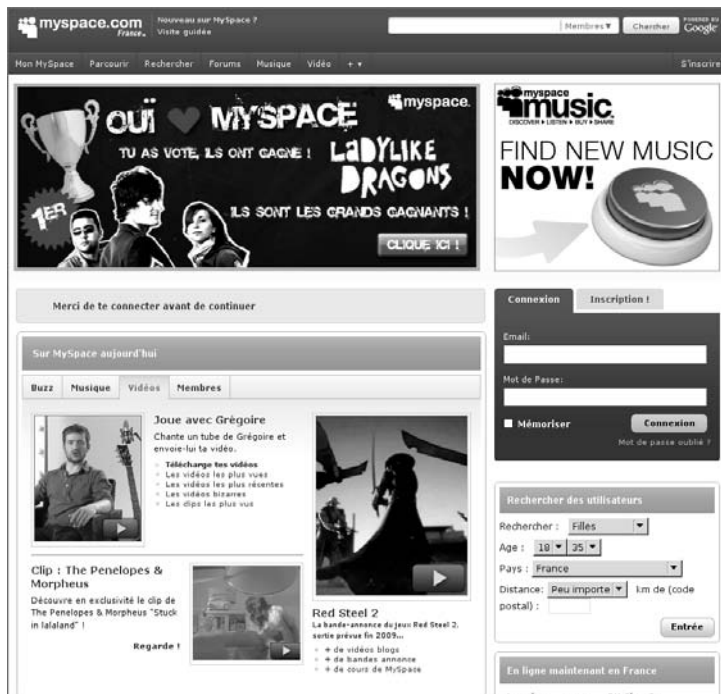 myspace.com
France
Nouveau sur MySpace ?
Visite guidée
Membres
Chercher
POWERED BY
Google
Mon MySpace Parcourir Rechercher Forums Musique Vidéo + S'inscrire
OUÏ MYSPACE
myspace.
TU AS VOTE, ILS ONT GAGNE !
LADYLIKE
DRAGONS
1ER
ILS SONT LES GRANDS GAGNANTS !
CLIQUE ICI !
myspace
music.
DISCOVER LISTEN BUY SHARE
FIND NEW MUSIC
NOW!
Merci de te connecter avant de continuer
Connexion Inscription !
Email:
Mot de Passe:
Mémoriser Connexion
Mot de passe oublié ?
Sur MySpace aujourd'hui
Buzz Musique Vidéos Membres
Joue avec Grégoire
Chante un tube de Grégoire et
envoie-lui ta vidéo.
Télécharge tes vidéos
Les vidéos les plus vues
Les vidéos les plus récentes
Les vidéos bizarres
Les clips les plus vus
Clip : The Penelopes &
Morpheus
Découvre en exclusivité le clip de
The Penelopes & Morpheus "Stuck
in lalaland" !
Regarde !
Red Steel 2
La bande-annonce du jeux Red Steel 2,
sortie prévue fin 2009...
+ de vidéos blogs
+ de bandes annonce
+ de cours de MySpace
Rechercher des utilisateurs
Rechercher : Filles
Age : 18 35
Pays : France
Distance: Peu importe km de (code
postal) :
Entrée
En ligne maintenant en France